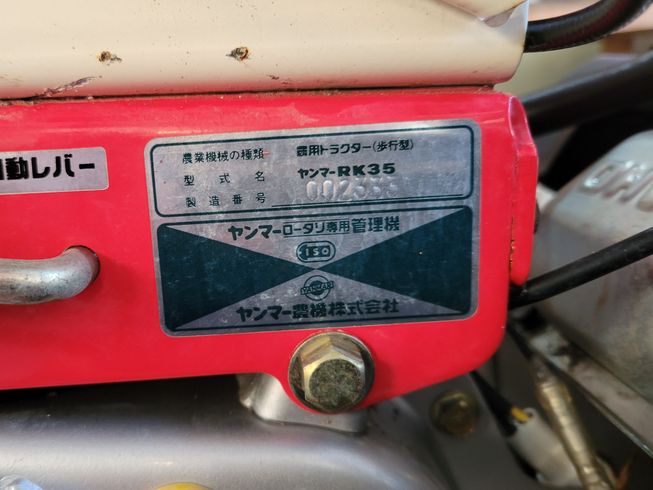 動レバー
農業機械の種類 農用トラクター(歩行型)
型式名 ヤンマーRK35
製造番号
ヤンマーロータリ専用管理機
ISO
YANMAR
ヤンマー農機株式会社